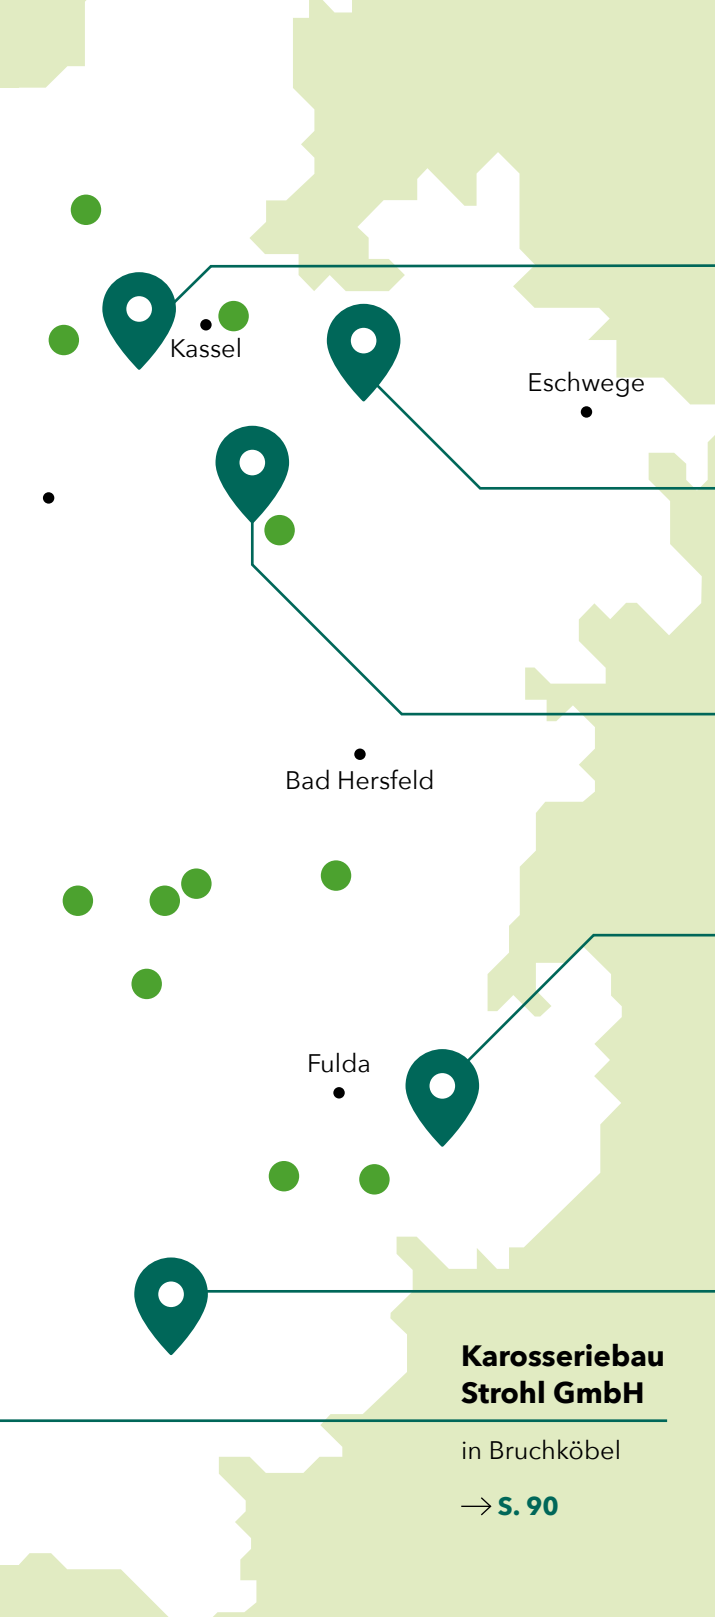 Kassel
Eschwege
Bad Hersfeld
Fulda
Karosseriebau
Strohl GmbH
in Bruchköbel
→ S. 90